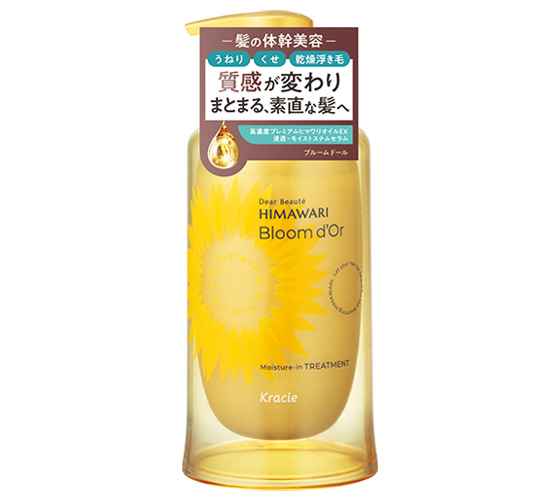 ―髪の体幹美容―
うねり くせ 乾燥浮き毛
質感が変わり
まとまる、素直な髪へ
高濃度プレミアムヒマワリオイルEX
浸透・モイストステムセラム
ブルームドール
Dear Beauté
HIMAWARI
Bloom d'Or
Moisture-in TREATMENT
Kracie